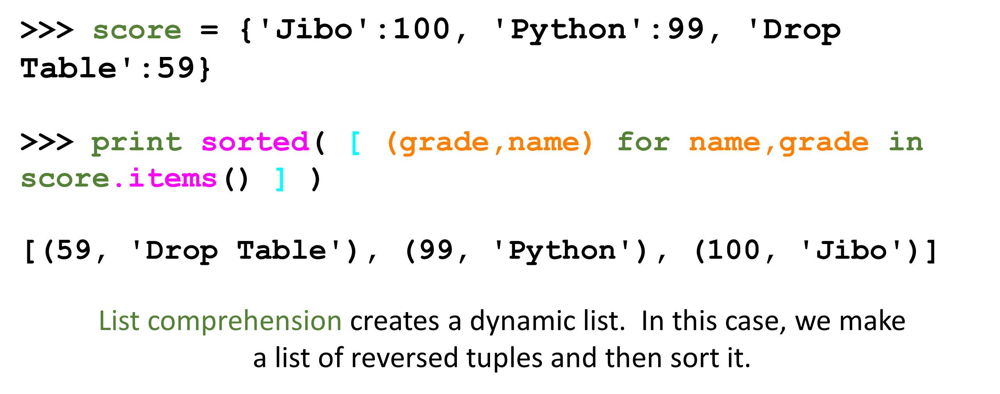 >>> score = {'Jibo':100, 'Python':99, 'Drop
Table':59}
>>> print sorted( [ (grade,name) for name,grade in
score.items() ] )
[(59, 'Drop Table'), (99, 'Python'), (100, 'Jibo')]
List comprehension creates a dynamic list.  In this case, we make
a list of reversed tuples and then sort it.